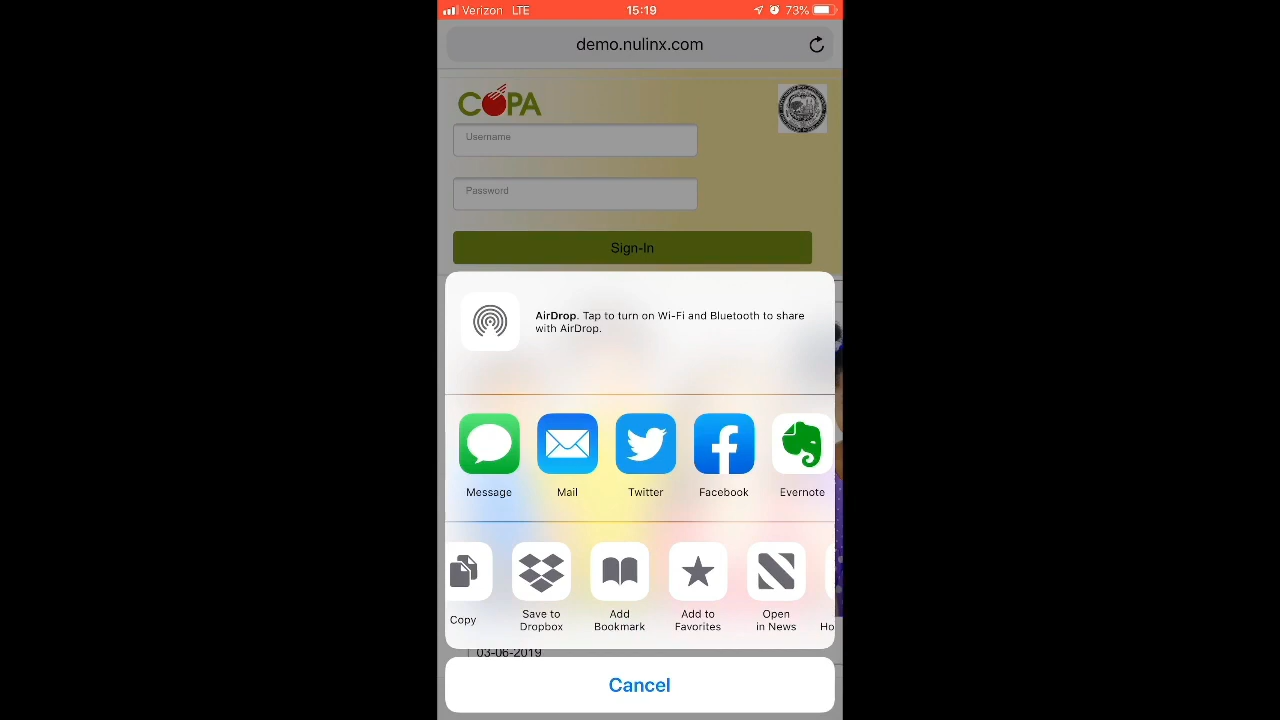 Verizon LTE 15:19 73%
demo.nulinx.com
COPA
Username
Password
Sign-In
AirDrop. Tap to turn on Wi-Fi and Bluetooth to share
with AirDrop.
Message Mail Twitter Facebook Evernote
Copy
Save to
Dropbox
Add
Bookmark
Add to
Favorites
Open
in News
Ho
03-06-2019
Cancel